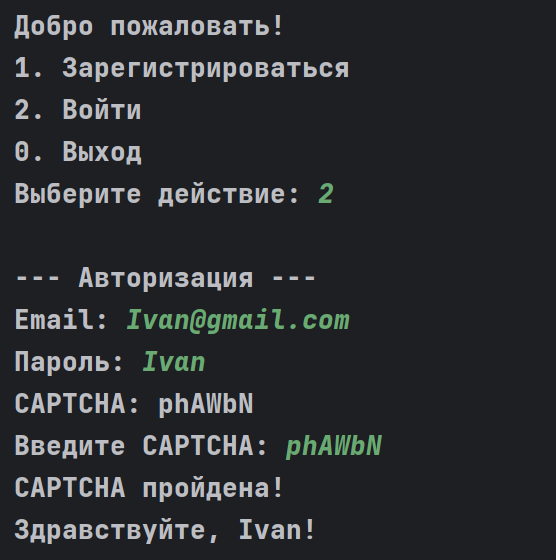 Добро пожаловать!
1. Зарегистрироваться
2. Войти
0. Выход
Выберите действие: 2
--- Авторизация ---
Email: Ivan@gmail.com
Пароль: Ivan
CAPTCHA: phAWbN
Введите CAPTCHA: phAWbN
CAPTCHA пройдена!
Здравствуйте, Ivan!